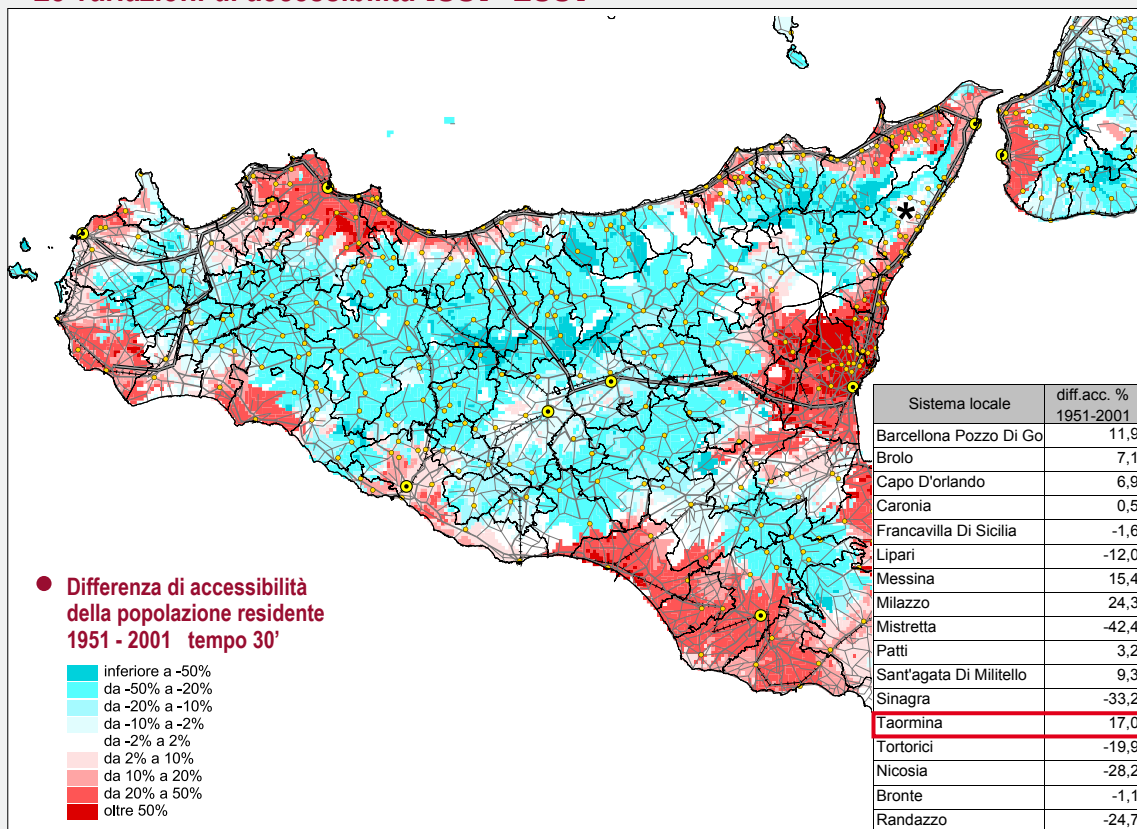 Differenza di accessibilità
della popolazione residente
1951 - 2001 tempo 30'
inferiore a -50%
da -50% a -20%
da -20% a -10%
da -10% a -2%
da -2% a 2%
da 2% a 10%
da 10% a 20%
da 20% a 50%
oltre 50%
Sistema locale diff.acc. % 1951-2001
Barcellona Pozzo Di Go 11,9
Brolo 7,1
Capo D'orlando 6,9
Caronia 0,5
Francavilla Di Sicilia -1,6
Lipari -12,0
Messina 15,4
Milazzo 24,3
Mistretta -42,4
Patti 3,2
Sant'agata Di Militello 9,3
Sinagra -33,2
Taormina 17,0
Tortorici -19,9
Nicosia -28,2
Bronte -1,1
Randazzo -24,7